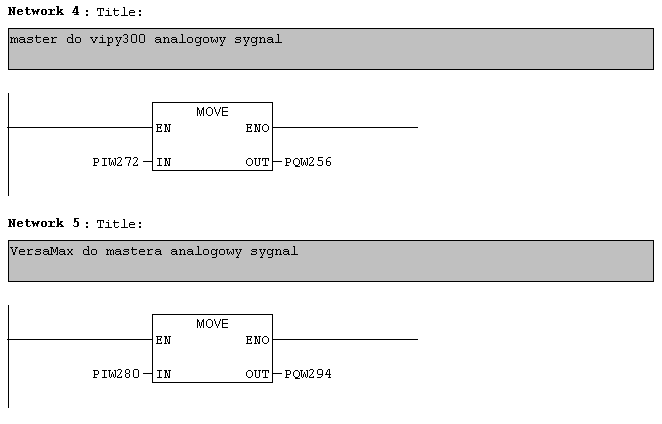 Network 4 : Title:
master do vipy300 analogowy sygnal
MOVE
EN ENO
PIW272 IN OUT PQW256
Network 5 : Title:
VersaMax do mastera analogowy sygnal
MOVE
EN ENO
PIW280 IN OUT PQW294